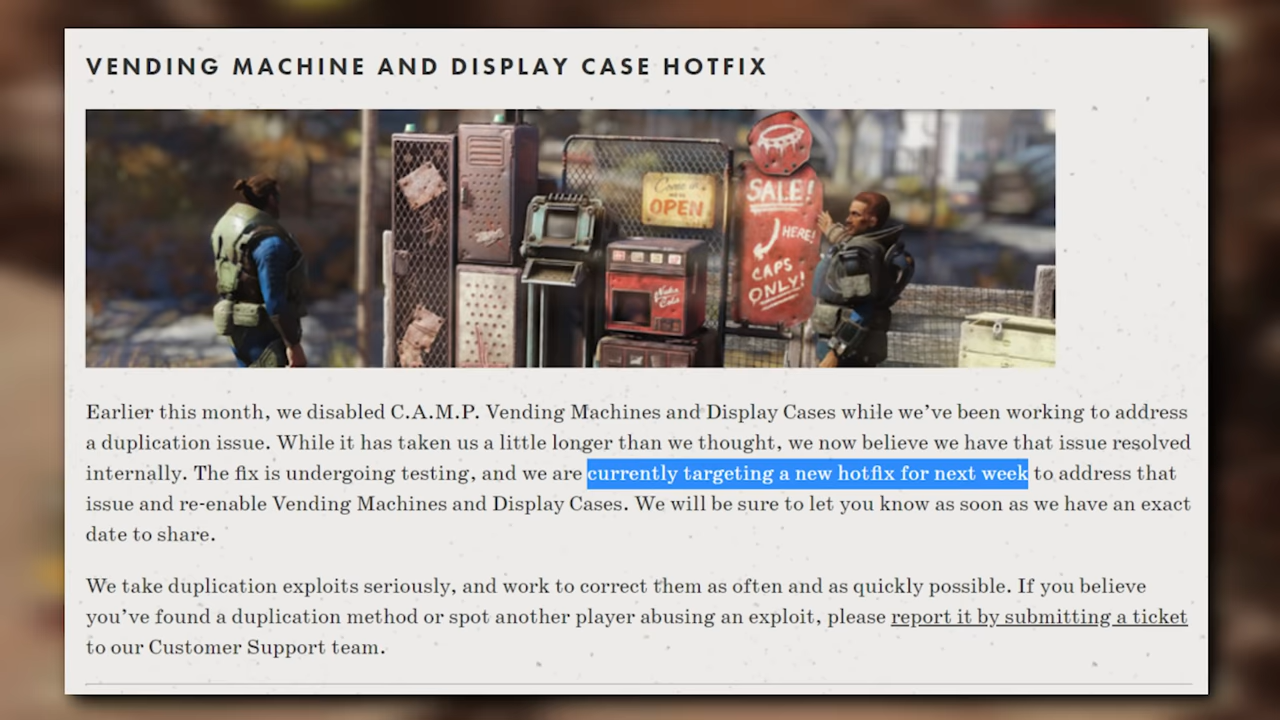 VENDING MACHINE AND DISPLAY CASE HOTFIX
OPEN
SALE!
HERE!
CAPS
ONLY!
Nuka
Cola
Earlier this month, we disabled C.A.M.P. Vending Machines and Display Cases while we’ve been working to address
a duplication issue. While it has taken us a little longer than we thought, we now believe we have that issue resolved
internally. The fix is undergoing testing, and we are currently targeting a new hotfix for next week to address that
issue and re-enable Vending Machines and Display Cases. We will be sure to let you know as soon as we have an exact
date to share.
We take duplication exploits seriously, and work to correct them as often and as quickly possible. If you believe
you’ve found a duplication method or spot another player abusing an exploit, please report it by submitting a ticket
to our Customer Support team.